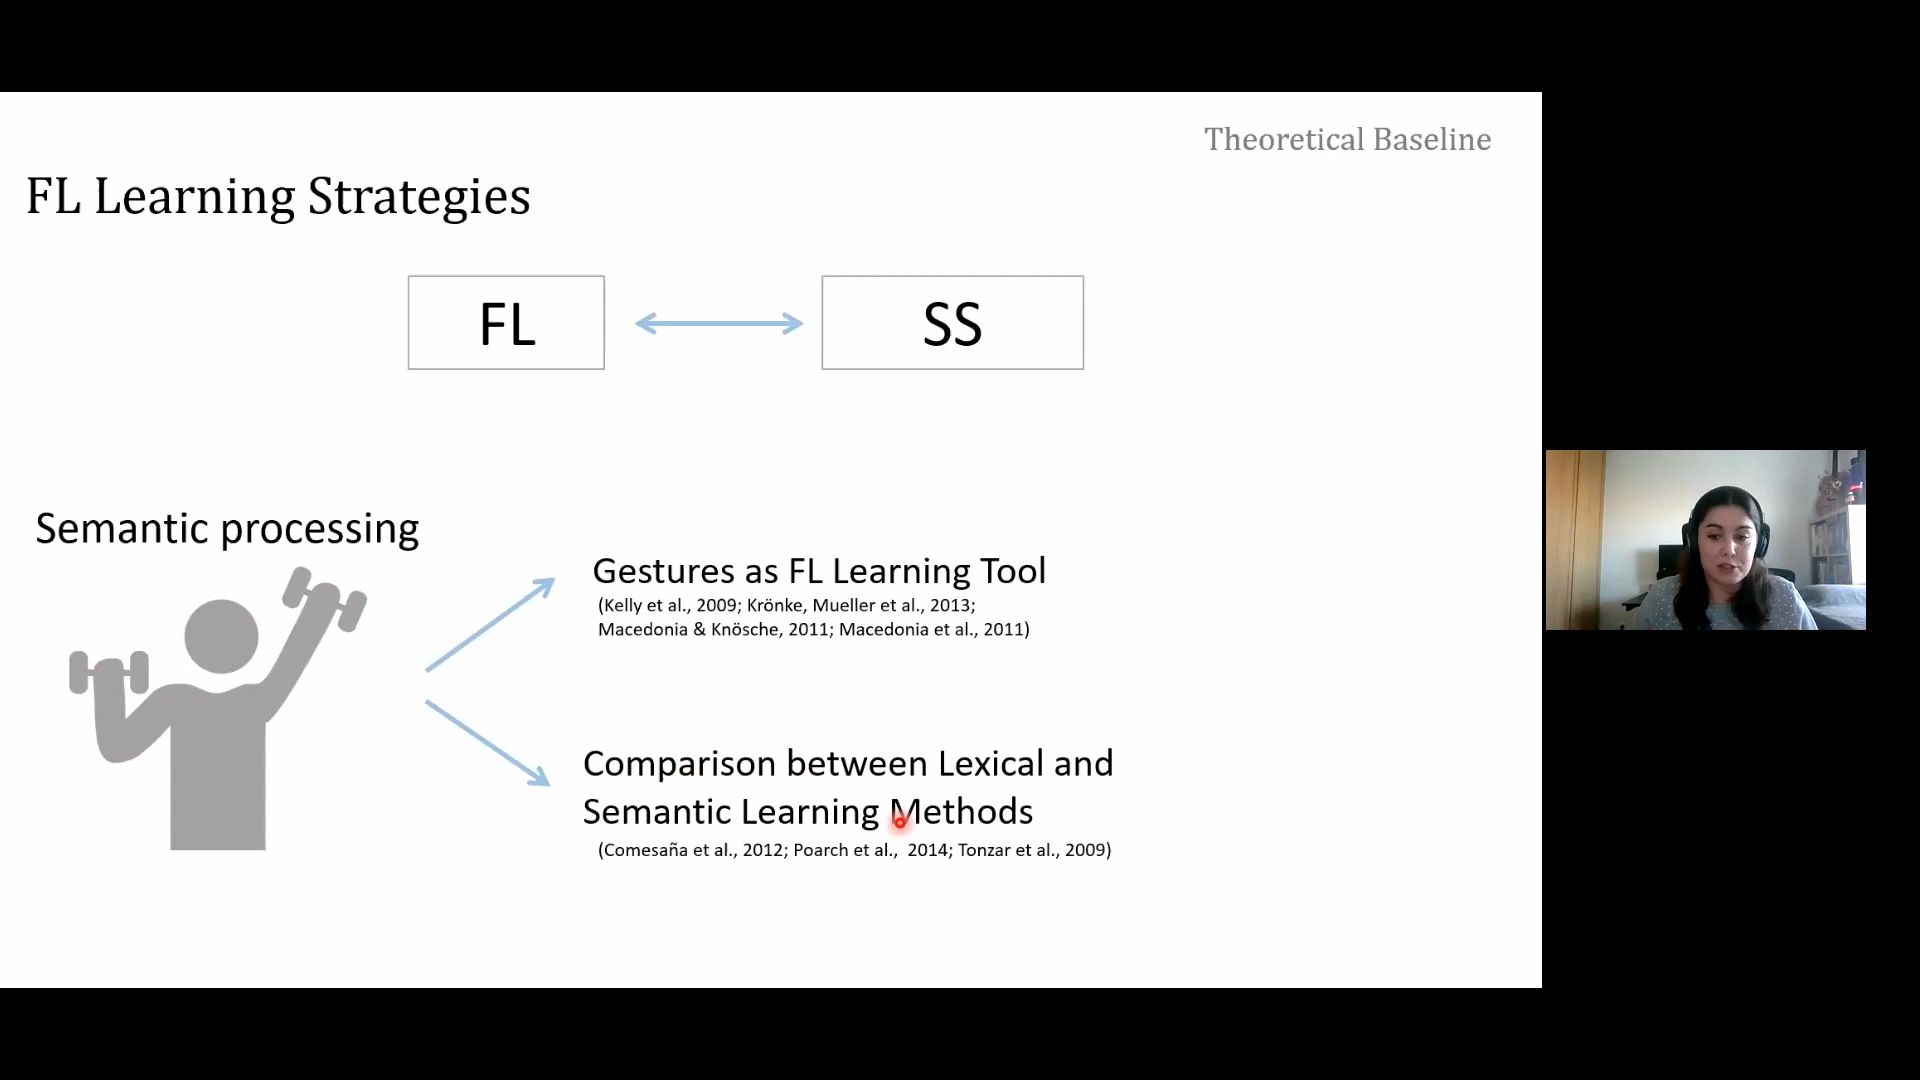 Theoretical Baseline
FL Learning Strategies
FL
SS
Semantic processing
Gestures as FL Learning Tool
(Kelly et al., 2009; Krönke, Mueller et al., 2013;
Macedonia & Knösche, 2011; Macedonia et al., 2011)
Comparison between Lexical and
Semantic Learning Methods
(Comesaña et al., 2012; Poarch et al., 2014; Tonzar et al., 2009)